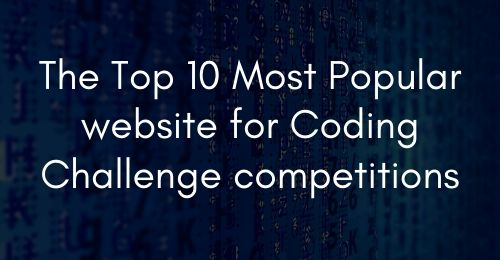 The Top 10 Most Popular
website for Coding
Challenge competitions